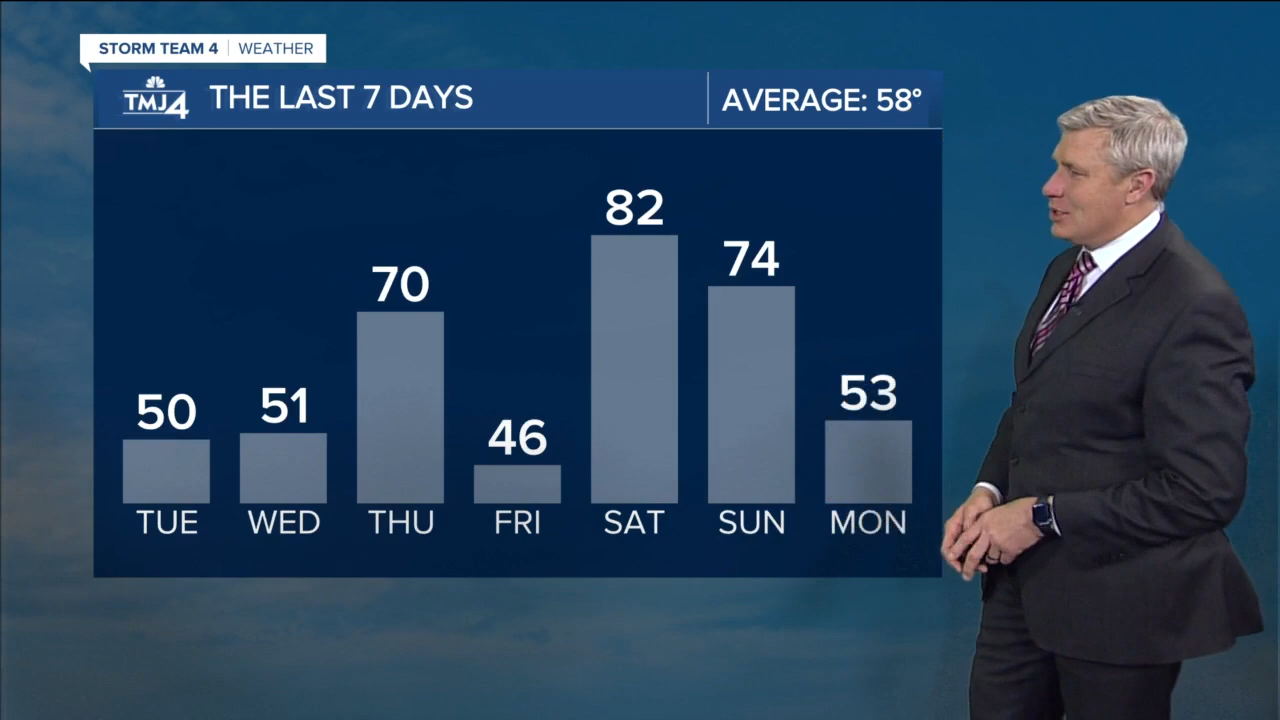 STORM TEAM 4 | WEATHER
TMJ4 THE LAST 7 DAYS
AVERAGE: 58°
50 51 70 46 82 74 53
TUE WED THU FRI SAT SUN MON